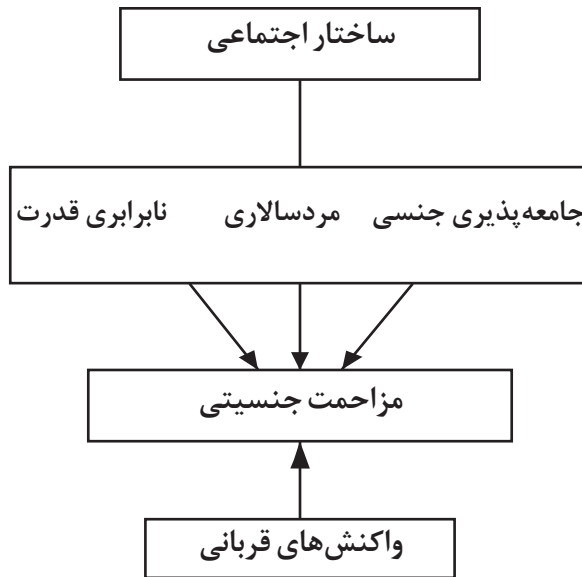 ساختار اجتماعی
جامعه‌پذیری جنسی مردسالاری نابرابری قدرت
مزاحمت جنسیتی
واکنش‌های قربانی